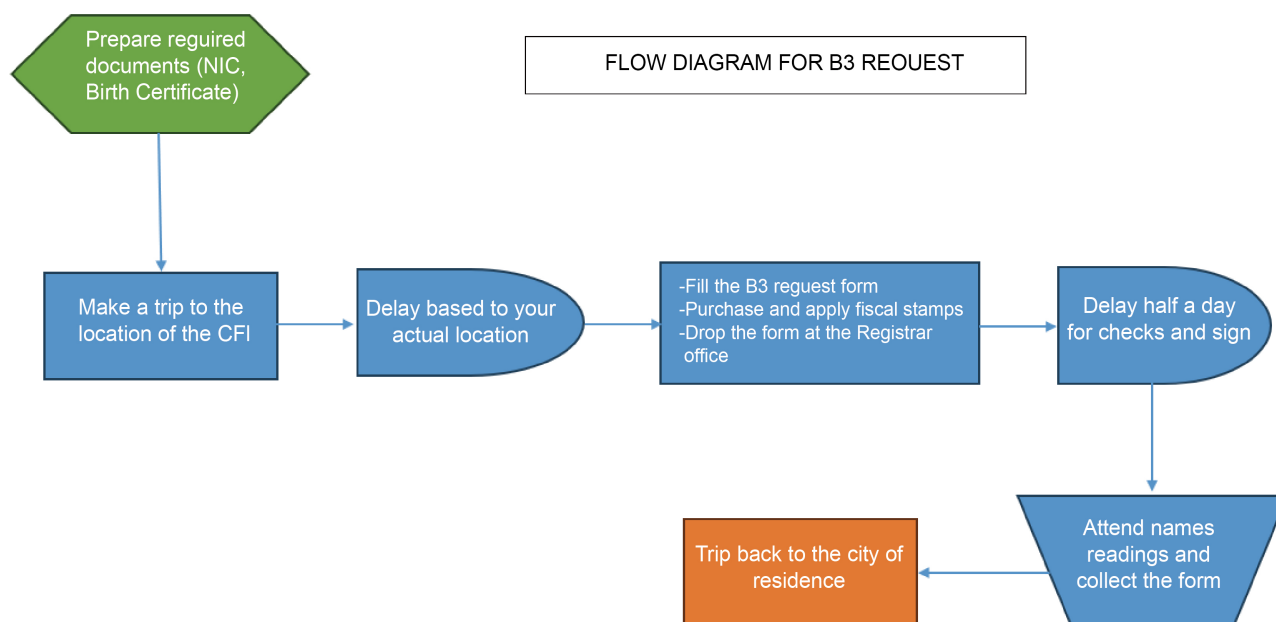 Prepare reguired
documents (NIC,
Birth Certificate)
FLOW DIAGRAM FOR B3 REOUEST
Make a trip to the
location of the CFI
Delay based to your
actual location
-Fill the B3 reguest form
-Purchase and apply fiscal stamps
-Drop the form at the Registrar
office
Delay half a day
for checks and sign
Attend names
readings and
collect the form
Trip back to the city of
residence